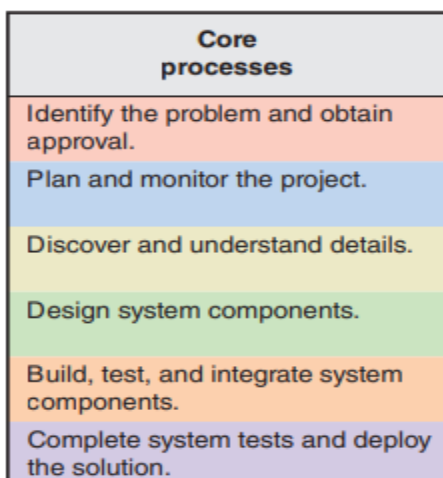 Core
processes
Identify the problem and obtain
approval.
Plan and monitor the project.
Discover and understand details.
Design system components.
Build, test, and integrate system
components.
Complete system tests and deploy
the solution.